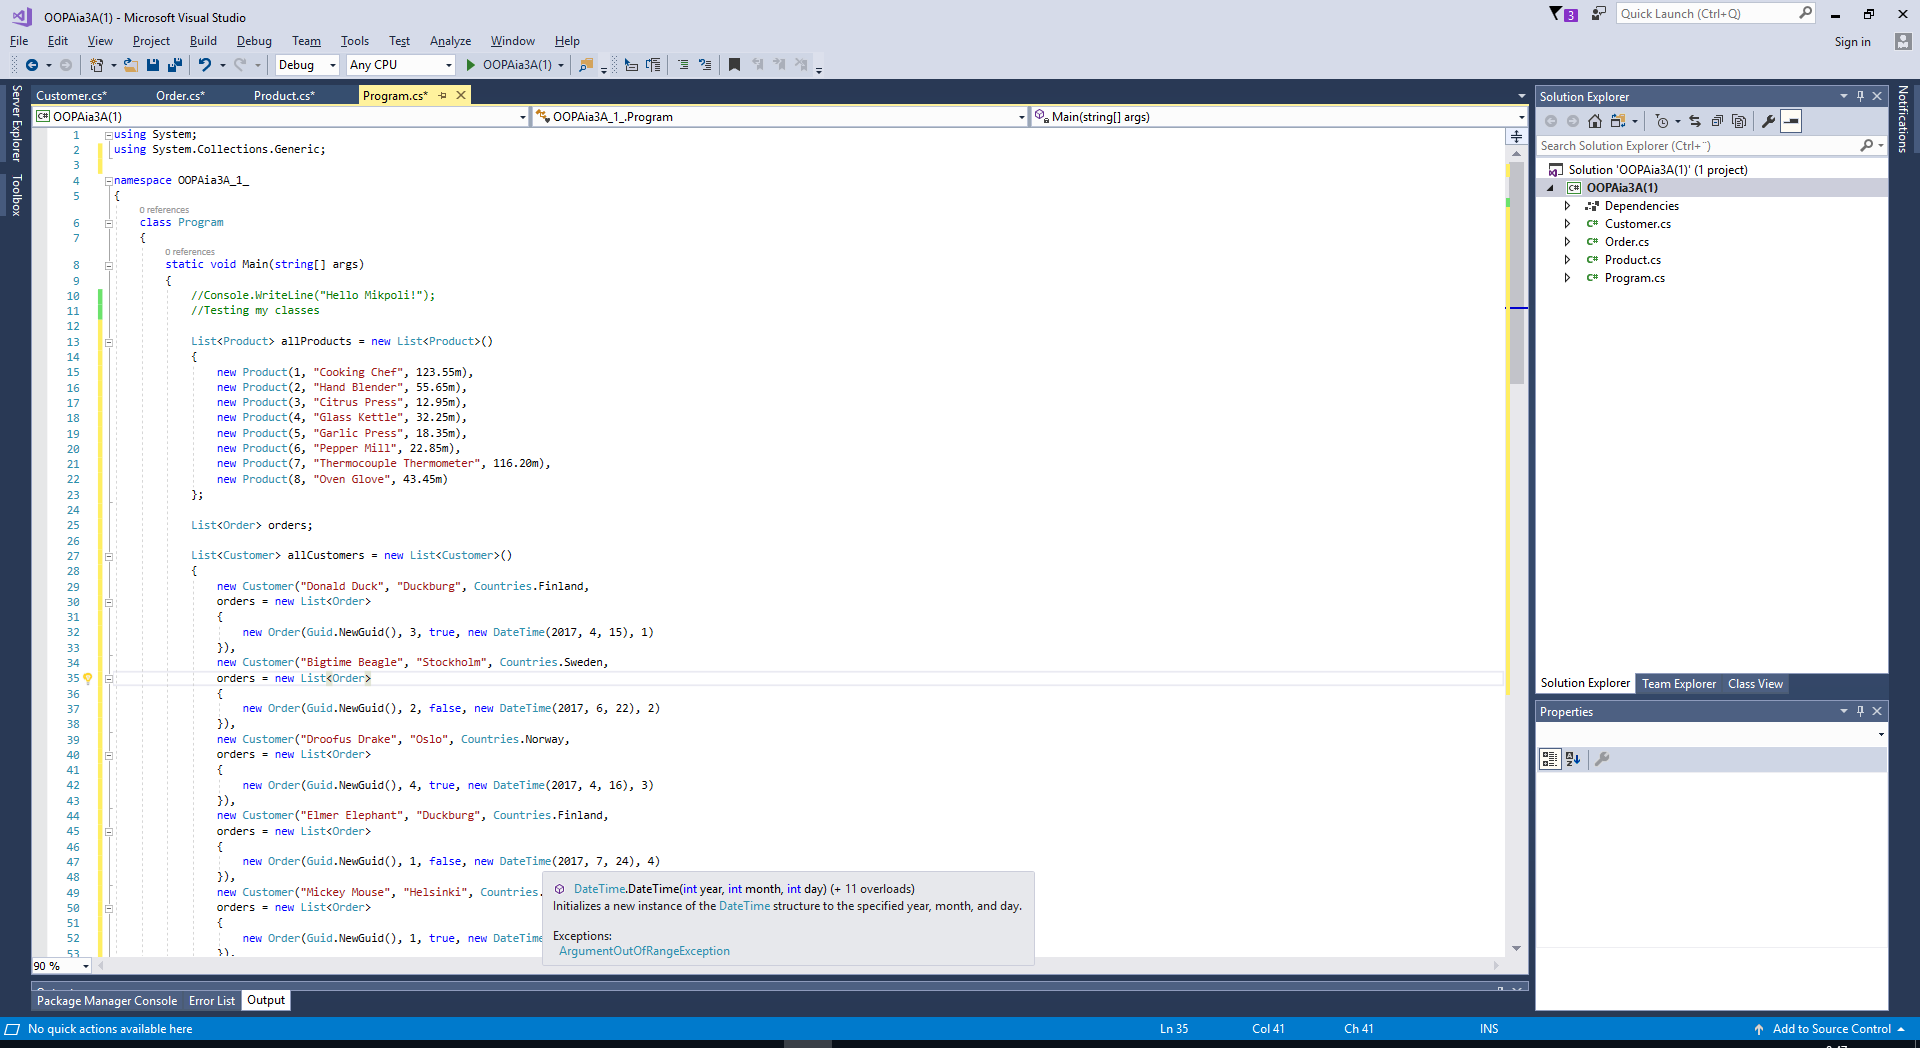 OOPAia3A(1) - Microsoft Visual Studio
3
Quick Launch (Ctrl+Q)
File Edit View Project Build Debug Team Tools Test Analyze Window Help
Sign in
Debug Any CPU OOPAia3A(1)
Server Explorer
Toolbox
Customer.cs* Order.cs* Product.cs* Program.cs*
C# OOPAia3A(1) OOPAia3A_1_.Program Main(string[] args)
1 using System;
2 using System.Collections.Generic;
3
4 namespace OOPAia3A_1_
5 {
0 references
6 class Program
7 {
0 references
8 static void Main(string[] args)
9 {
10 //Console.WriteLine("Hello Mikpoli!");
11 //Testing my classes
12
13 List<Product> allProducts = new List<Product>()
14 {
15 new Product(1, "Cooking Chef", 123.55m),
16 new Product(2, "Hand Blender", 55.65m),
17 new Product(3, "Citrus Press", 12.95m),
18 new Product(4, "Glass Kettle", 32.25m),
19 new Product(5, "Garlic Press", 18.35m),
20 new Product(6, "Pepper Mill", 22.85m),
21 new Product(7, "Thermocouple Thermometer", 116.20m),
22 new Product(8, "Oven Glove", 43.45m)
23 };
24
25 List<Order> orders;
26
27 List<Customer> allCustomers = new List<Customer>()
28 {
29 new Customer("Donald Duck", "Duckburg", Countries.Finland,
30 orders = new List<Order>
31 {
32 new Order(Guid.NewGuid(), 3, true, new DateTime(2017, 4, 15), 1)
33 }),
34 new Customer("Bigtime Beagle", "Stockholm", Countries.Sweden,
35 orders = new List<Order>
36 {
37 new Order(Guid.NewGuid(), 2, false, new DateTime(2017, 6, 22), 2)
38 }),
39 new Customer("Droofus Drake", "Oslo", Countries.Norway,
40 orders = new List<Order>
41 {
42 new Order(Guid.NewGuid(), 4, true, new DateTime(2017, 4, 16), 3)
43 }),
44 new Customer("Elmer Elephant", "Duckburg", Countries.Finland,
45 orders = new List<Order>
46 {
47 new Order(Guid.NewGuid(), 1, false, new DateTime(2017, 7, 24), 4)
48 }),
49 new Customer("Mickey Mouse", "Helsinki", Countries.
50 orders = new List<Order>
51 {
52 new Order(Guid.NewGuid(), 1, true, new DateTime
53 }),
DateTime.DateTime(int year, int month, int day) (+ 11 overloads)
Initializes a new instance of the DateTime structure to the specified year, month, and day.
Exceptions:
ArgumentOutOfRangeException
90 %
Package Manager Console Error List Output
No quick actions available here Ln 35 Col 41 Ch 41 INS Add to Source Control
Solution Explorer
Search Solution Explorer (Ctrl+¨)
Solution 'OOPAia3A(1)' (1 project)
C# OOPAia3A(1)
Dependencies
C# Customer.cs
C# Order.cs
C# Product.cs
C# Program.cs
Solution Explorer Team Explorer Class View
Properties
Notifications